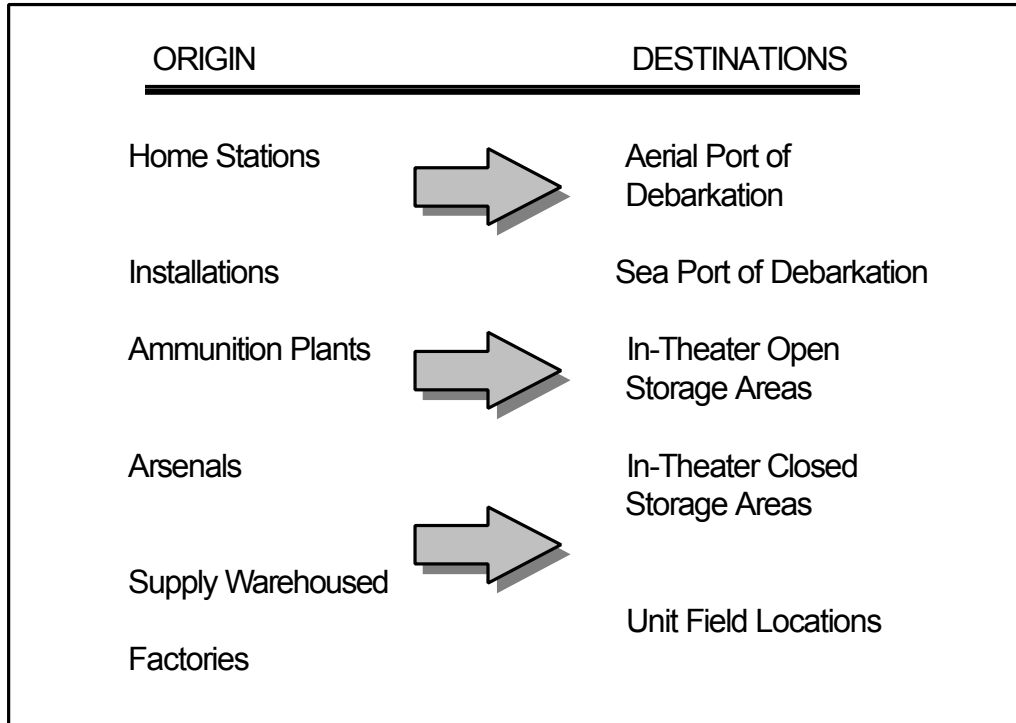 ORIGIN
DESTINATIONS
Home Stations
Aerial Port of
Debarkation
Installations
Sea Port of Debarkation
Ammunition Plants
In-Theater Open
Storage Areas
Arsenals
In-Theater Closed
Storage Areas
Supply Warehoused
Unit Field Locations
Factories